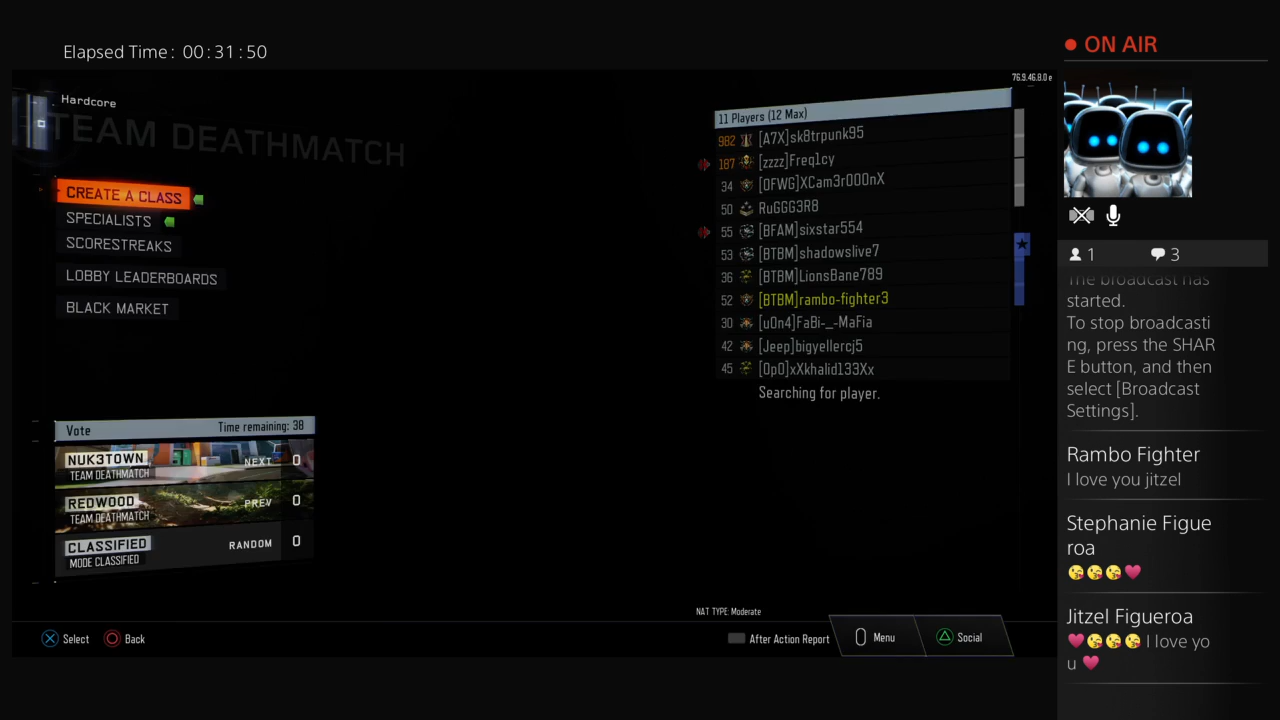 Elapsed Time: 00:31:50
ON AIR
76.9.46.8.0 e
Hardcore
TEAM DEATHMATCH
CREATE A CLASS
SPECIALISTS
SCORESTREAKS
LOBBY LEADERBOARDS
BLACK MARKET
11 Players (12 Max)
982 [A7X]sk8trpunk95
187 [zzzz]Freq1cy
34 [OFWG]XCam3r000nX
50 RuGGG3R8
55 [BFAM]sixstar554
53 [BTBM]shadowslive7
36 [BTBM]LionsBane789
52 [BTBM]rambo-fighter3
30 [u0n4]FaBi-_-MaFia
42 [Jeep]bigyellercj5
45 [OpO]xXkhalid133Xx
Searching for player.
Vote Time remaining: 38
NUK3TOWN NEXT 0
TEAM DEATHMATCH
REDWOOD PREV 0
TEAM DEATHMATCH
CLASSIFIED RANDOM 0
MODE CLASSIFIED
NAT TYPE: Moderate
Select Back After Action Report Menu Social
1 3
The broadcast has
started.
To stop broadcasti
ng, press the SHAR
E button, and then
select [Broadcast
Settings].
Rambo Fighter
I love you jitzel
Stephanie Figue
roa
😘😘😘❤
Jitzel Figueroa
❤😘😘😘 I love yo
u ❤